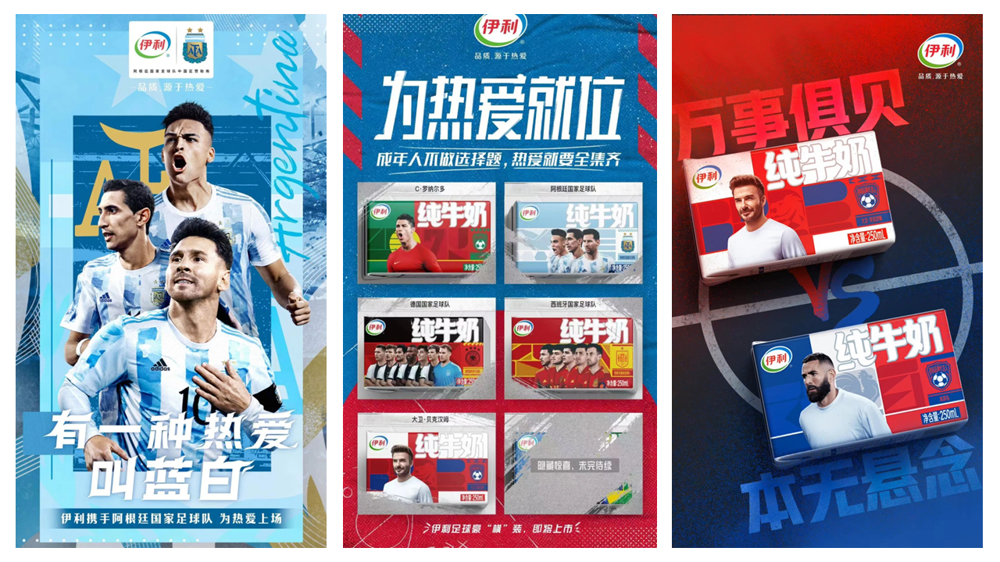 伊利
AFA
阿根廷国家足球队中国区赞助商
品质,源于热爱
Argentina
adidas
adidas
10
有一种热爱
叫蓝白
伊利携手阿根廷国家足球队 为热爱上场
伊利
品质,源于热爱
为热爱就位
成年人不做选择题,热爱就要全集齐
C·罗纳尔多
伊利
纯牛奶
阿根廷国家足球队
伊利
纯牛奶
德国国家足球队
伊利
纯牛奶
净含量:250mL
西班牙国家足球队
伊利
纯牛奶
净含量:250mL
大卫·贝克汉姆
伊利
纯牛奶
净含量:250mL
隐藏惊喜,未完待续
伊利足球豪“横”装,即将上市
伊利
品质,源于热爱
万事俱贝
伊利
纯牛奶
净含量:250mL
VS
伊利
纯牛奶
净含量:250mL
本无悬念